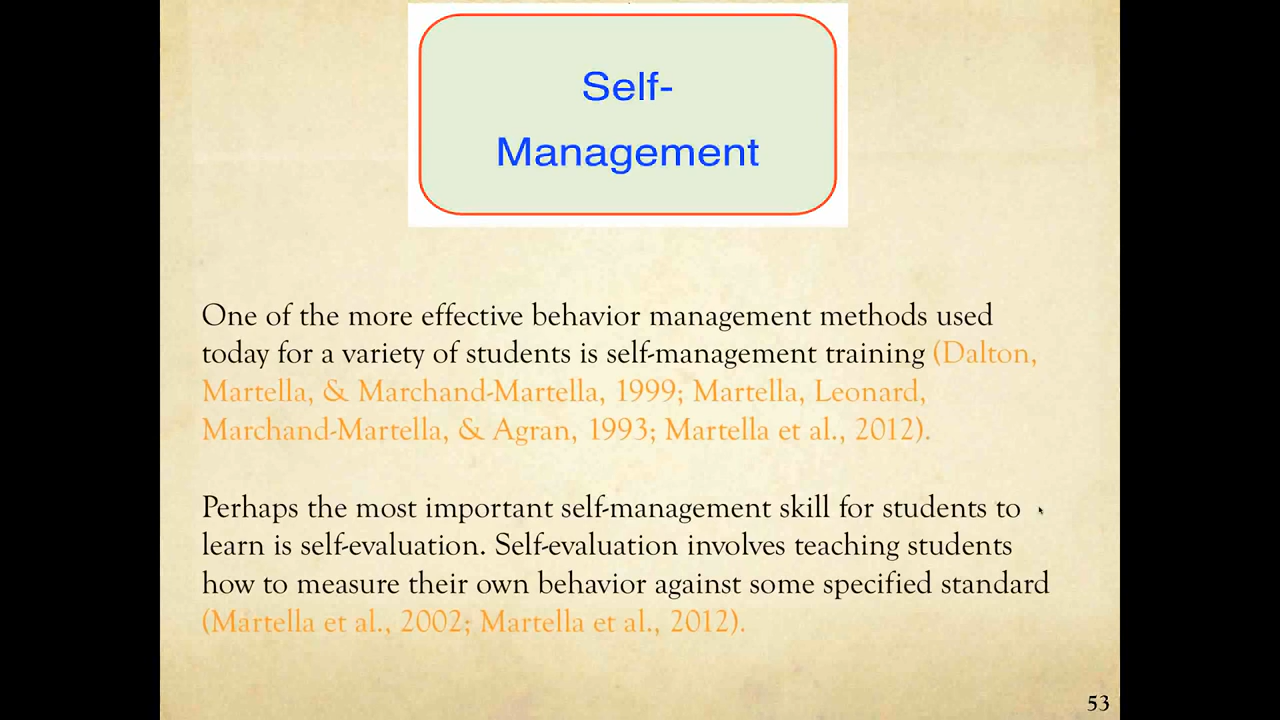 Self-
Management
One of the more effective behavior management methods used
today for a variety of students is self-management training (Dalton,
Martella, & Marchand-Martella, 1999; Martella, Leonard,
Marchand-Martella, & Agran, 1993; Martella et al., 2012).
Perhaps the most important self-management skill for students to
learn is self-evaluation. Self-evaluation involves teaching students
how to measure their own behavior against some specified standard
(Martella et al., 2002; Martella et al., 2012).
53